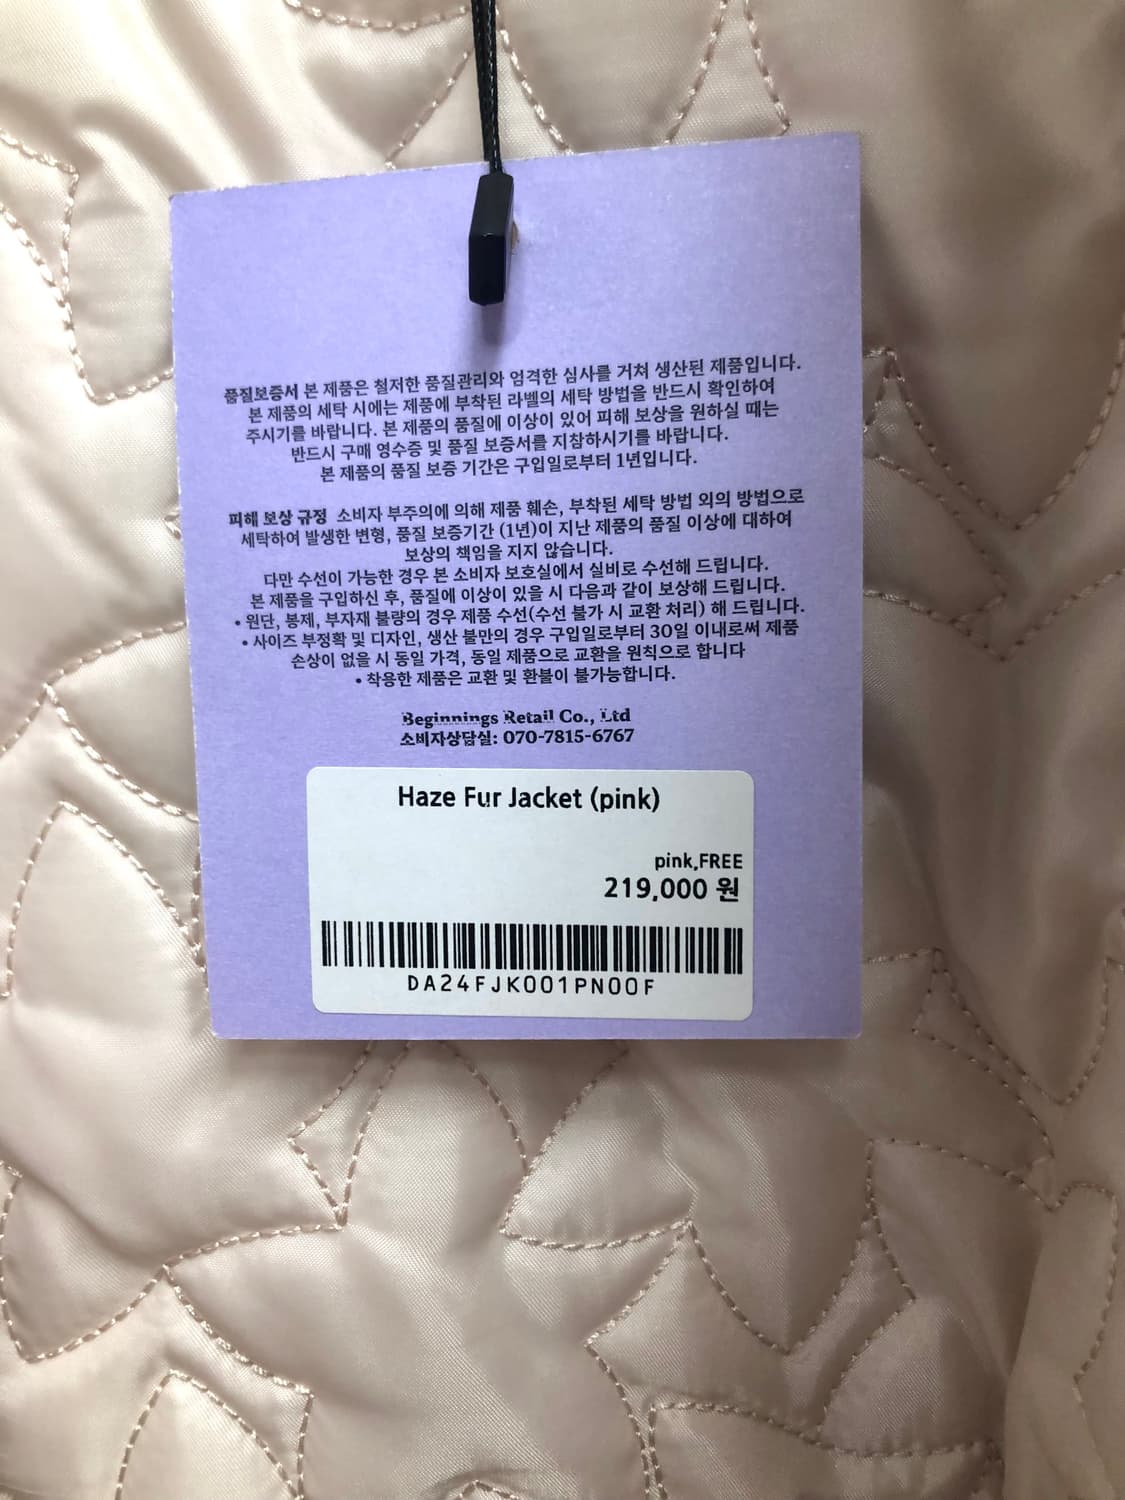 품질보증서 본 제품은 철저한 품질관리와 엄격한 심사를 거쳐 생산된 제품입니다.
본 제품의 세탁 시에는 제품에 부착된 라벨의 세탁 방법을 반드시 확인하여
주시기를 바랍니다. 본 제품의 품질에 이상이 있어 피해 보상을 원하실 때는
반드시 구매 영수증 및 품질 보증서를 지참하시기를 바랍니다.
본 제품의 품질 보증 기간은 구입일로부터 1년입니다.
피해 보상 규정 소비자 부주의에 의해 제품 훼손, 부착된 세탁 방법 외의 방법으로
세탁하여 발생한 변형, 품질 보증기간 (1년)이 지난 제품의 품질 이상에 대하여
보상의 책임을 지지 않습니다.
다만 수선이 가능한 경우 본 소비자 보호실에서 실비로 수선해 드립니다.
본 제품을 구입하신 후, 품질에 이상이 있을 시 다음과 같이 보상해 드립니다.
• 원단, 봉제, 부자재 불량의 경우 제품 수선(수선 불가 시 교환 처리) 해 드립니다.
• 사이즈 부정확 및 디자인, 생산 불만의 경우 구입일로부터 30일 이내로써 제품
손상이 없을 시 동일 가격, 동일 제품으로 교환을 원칙으로 합니다
• 착용한 제품은 교환 및 환불이 불가능합니다.
Beginnings Retail Co., Ltd
소비자상담실: 070-7815-6767
Haze Fur Jacket (pink)
pink,FREE
219,000 원
DA24FJK001PN00F